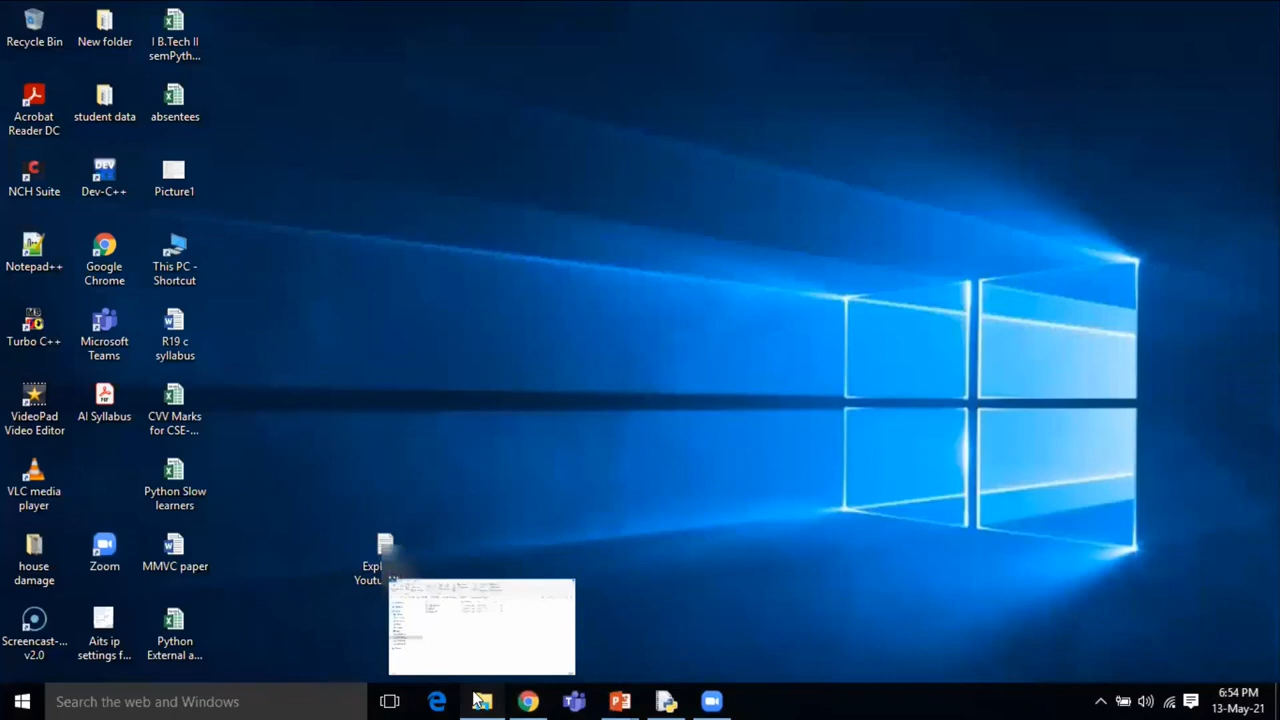 Recycle Bin
New folder
I B.Tech II
semPyth...
Acrobat
Reader DC
student data
absentees
NCH Suite
Dev-C++
Picture1
Notepad++
Google
Chrome
This PC -
Shortcut
Turbo C++
Microsoft
Teams
R19 c
syllabus
VideoPad
Video Editor
AI Syllabus
CVV Marks
for CSE-...
VLC media
player
Python Slow
learners
house
damage
Zoom
MMVC paper
Screencast-...
v2.0
Aits ip
settings f...
Python
External a...
Search the web and Windows
6:54 PM
13-May-21